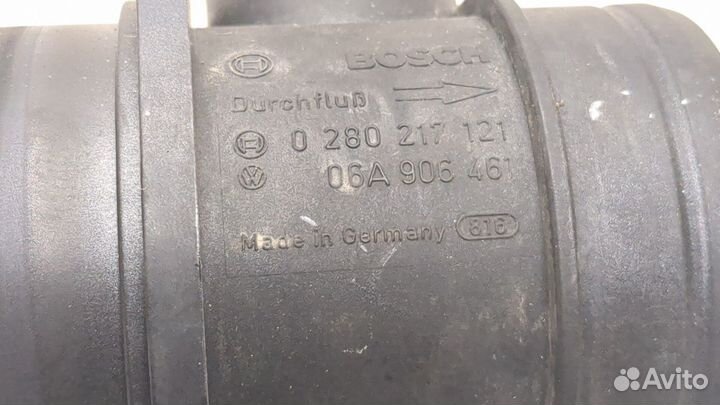 BOSCH
Durchfluß
0 280 217 121
06A 906 461
Made in Germany 816
Avito